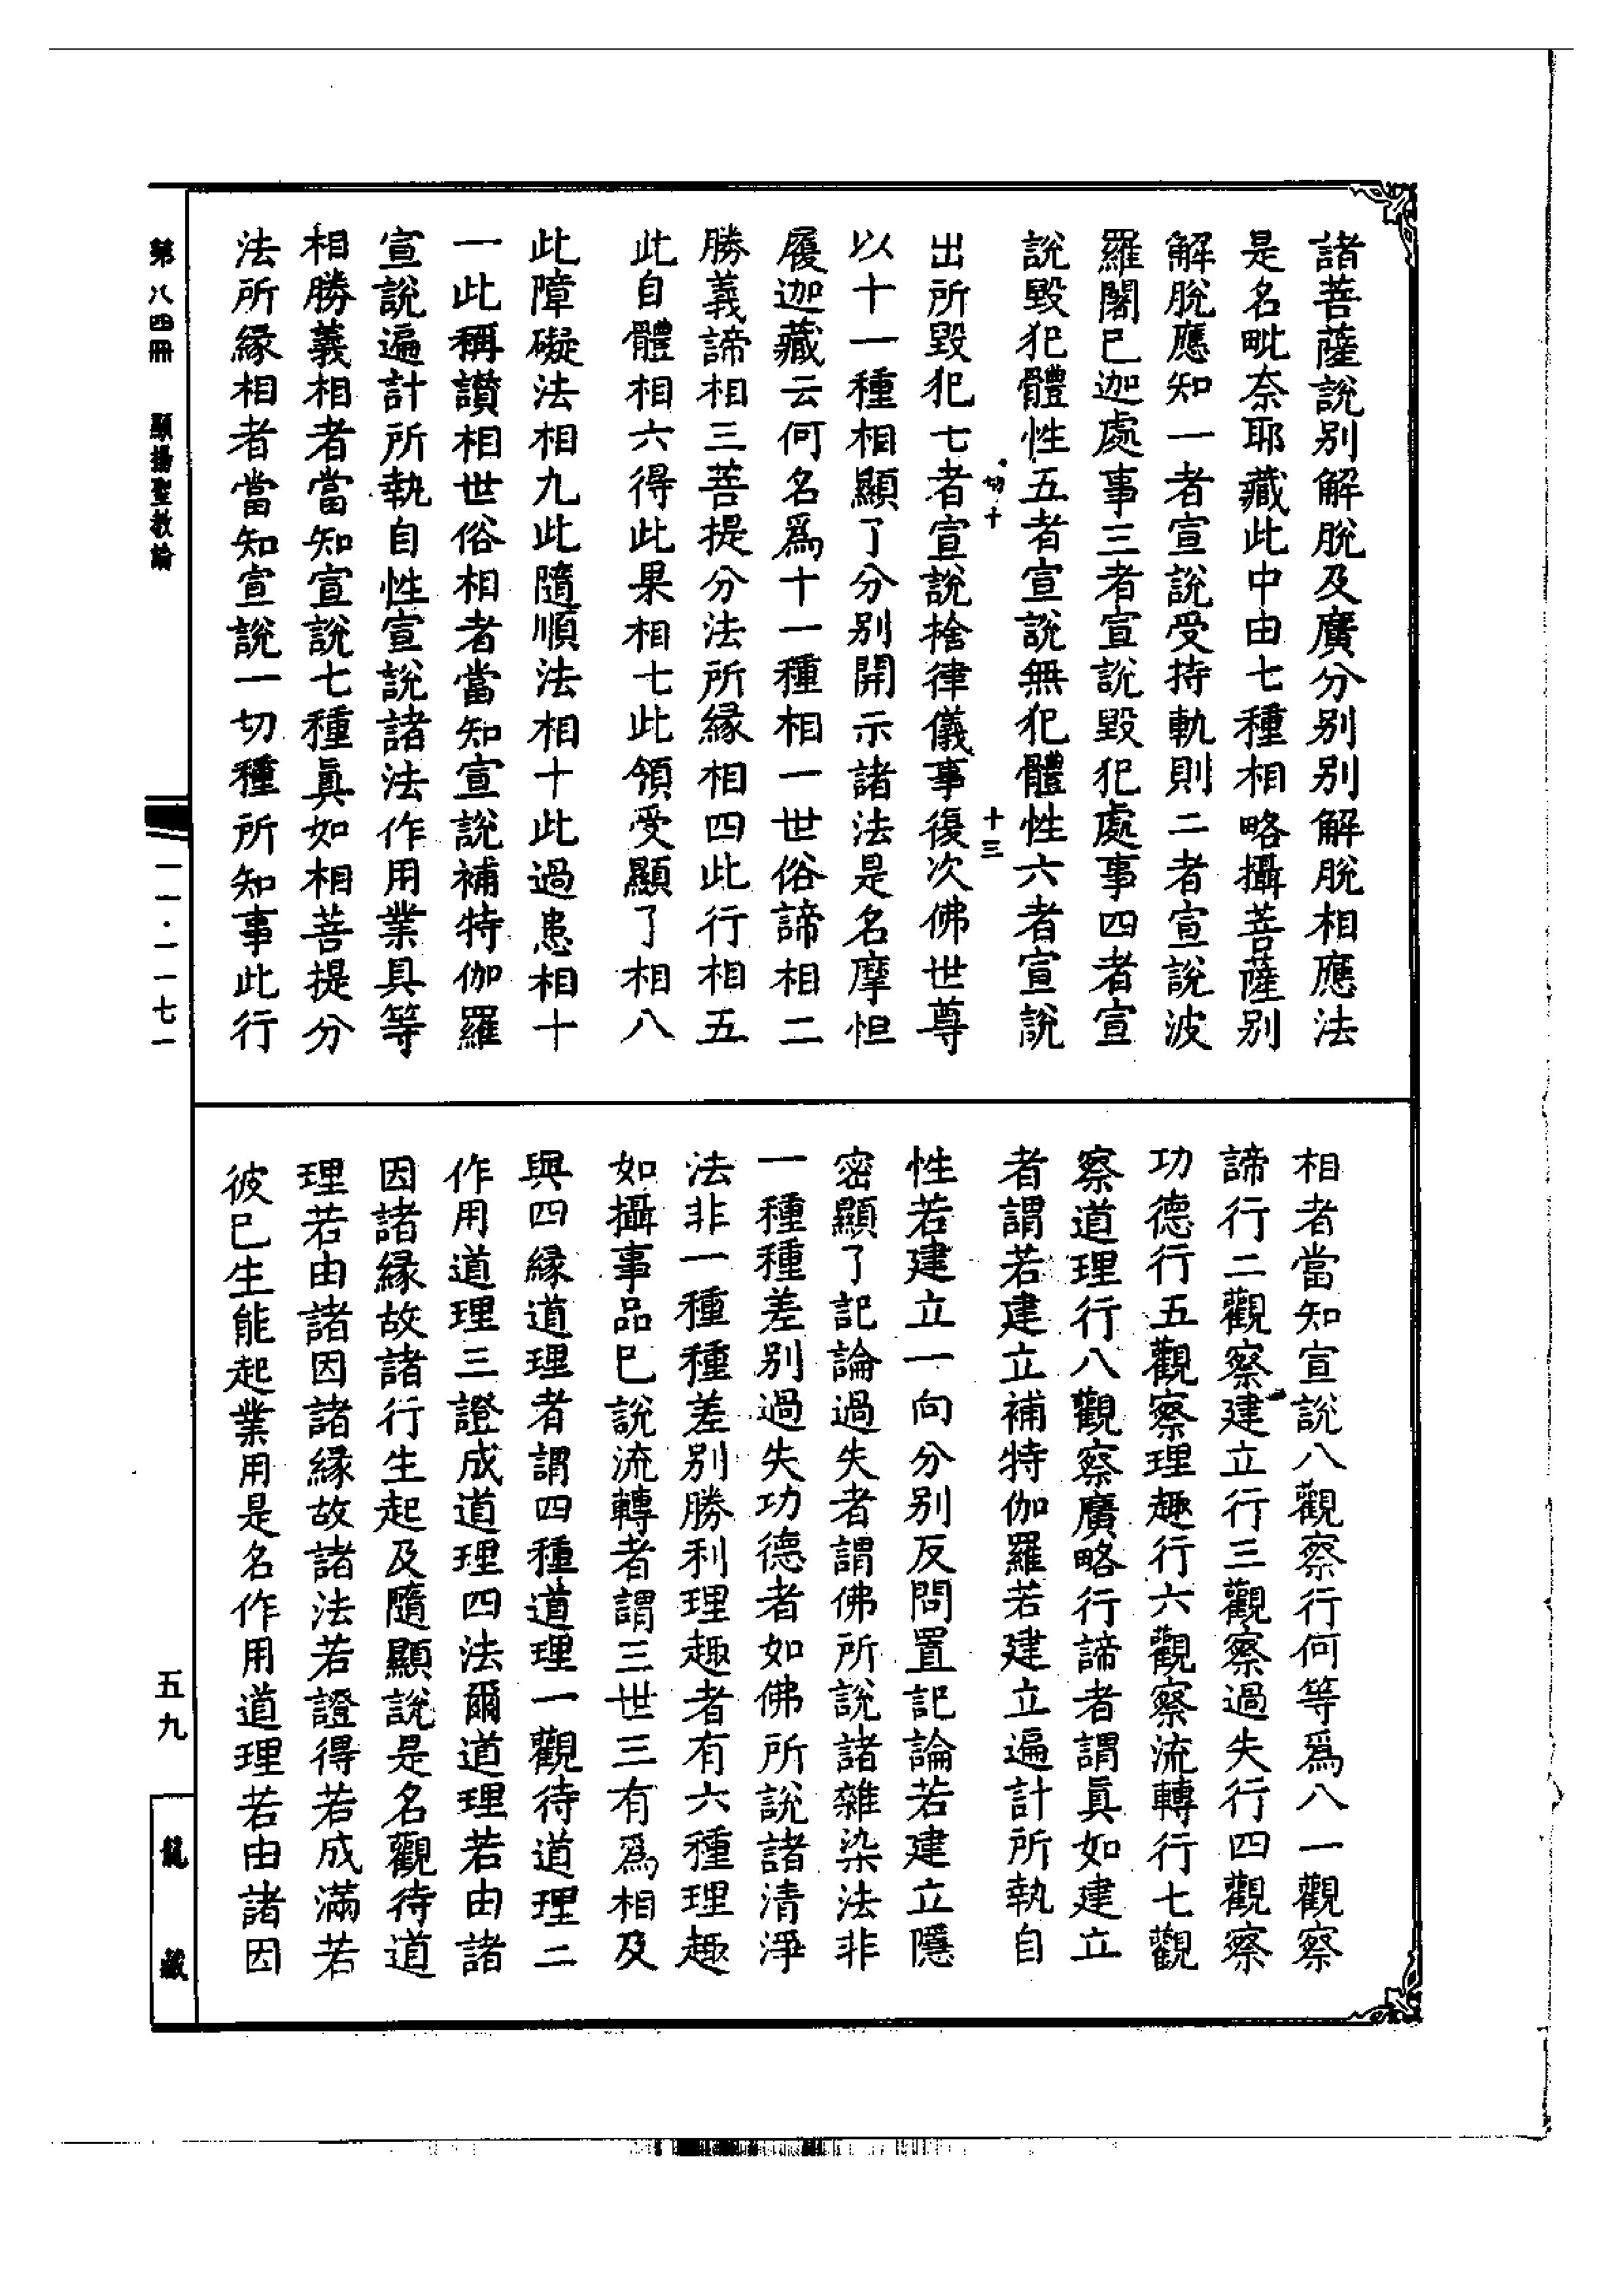 諸菩薩說别解脫及廣分别别解脫相應法
是名毗奈耶藏此中由七種相略攝菩薩别
解脫應知一者宣說受持軌則二者宣說波
羅闍巳迦處事三者宣說毀犯處事四者宣
說毀犯體性五者宣說無犯體性六者宣說
切十
十三
出所毀犯七者宣說捨律儀事復次佛世尊
以十一種相顯了分别開示諸法是名摩怛
履迦藏云何名爲十一種相一世俗諦相二
勝義諦相三菩提分法所緣相四此行相五
此自體相六得此果相七此領受顯了相八
此障礙法相九此隨順法相十此過患相十
一此稱讚相世俗相者當知宣說補特伽羅
宣說遍計所執自性宣說諸法作用業具等
相勝義相者當知宣說七種眞如相菩提分
法所緣相者當知宣說一切種所知事此行
相者當知宣說八觀察行何等爲八一觀察
諦行二觀察建立行三觀察過失行四觀察
功德行五觀察理趣行六觀察流轉行七觀
察道理行八觀察廣略行諦者謂眞如建立
者謂若建立補特伽羅若建立遍計所執自
性若建立一向分别反問置記論若建立隱
密顯了記論過失者謂佛所說諸雜染法非
一種種差别過失功德者如佛所說諸清淨
法非一種種差别勝利理趣者有六種理趣
如攝事品巳說流轉者謂三世三有爲相及
與四緣道理者謂四種道理一觀待道理二
作用道理三證成道理四法爾道理若由諸
因諸緣故諸行生起及隨顯說是名觀待道
理若由諸因諸緣故諸法若證得若成滿若
彼巳生能起業用是名作用道理若由諸因
第八四冊 顯揚聖教論
一一·一一七一
五九
龍藏